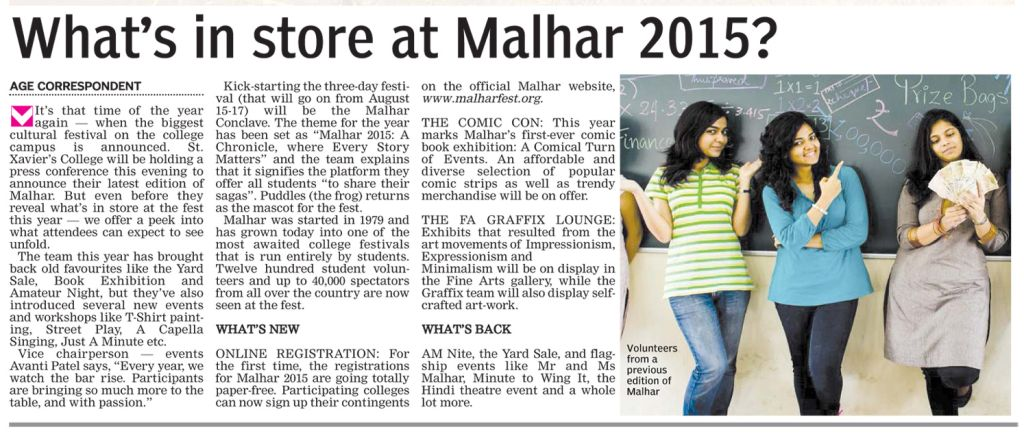 What's in store at Malhar 2015?
AGE CORRESPONDENT
It's that time of the year
again — when the biggest
cultural festival on the college
campus is announced. St.
Xavier's College will be holding a
press conference this evening to
announce their latest edition of
Malhar. But even before they
reveal what's in store at the fest
this year — we offer a peek into
what attendees can expect to see
unfold.
The team this year has brought
back old favourites like the Yard
Sale, Book Exhibition and
Amateur Night, but they've also
introduced several new events
and workshops like T-Shirt paint-
ing, Street Play, A Capella
Singing, Just A Minute etc.
Vice chairperson — events
Avanti Patel says, "Every year, we
watch the bar rise. Participants
are bringing so much more to the
table, and with passion."
Kick-starting the three-day festi-
val (that will go on from August
15-17) will be the Malhar
Conclave. The theme for the year
has been set as "Malhar 2015: A
Chronicle, where Every Story
Matters" and the team explains
that it signifies the platform they
offer all students "to share their
sagas". Puddles (the frog) returns
as the mascot for the fest.
Malhar was started in 1979 and
has grown today into one of the
most awaited college festivals
that is run entirely by students.
Twelve hundred student volun-
teers and up to 40,000 spectators
from all over the country are now
seen at the fest.
WHAT'S NEW
ONLINE REGISTRATION: For
the first time, the registrations
for Malhar 2015 are going totally
paper-free. Participating colleges
can now sign up their contingents
on the official Malhar website,
www.malharfest.org.
THE COMIC CON: This year
marks Malhar's first-ever comic
book exhibition: A Comical Turn
of Events. An affordable and
diverse selection of popular
comic strips as well as trendy
merchandise will be on offer.
THE FA GRAFFIX LOUNGE:
Exhibits that resulted from the
art movements of Impressionism,
Expressionism and
Minimalism will be on display in
the Fine Arts gallery, while the
Graffix team will also display self-
crafted art-work.
WHAT'S BACK
AM Nite, the Yard Sale, and flag-
ship events like Mr and Ms
Malhar, Minute to Wing It, the
Hindi theatre event and a whole
lot more.
1x1=1
Prize Bags
Finance
Volunteers
from a
previous
edition of
Malhar